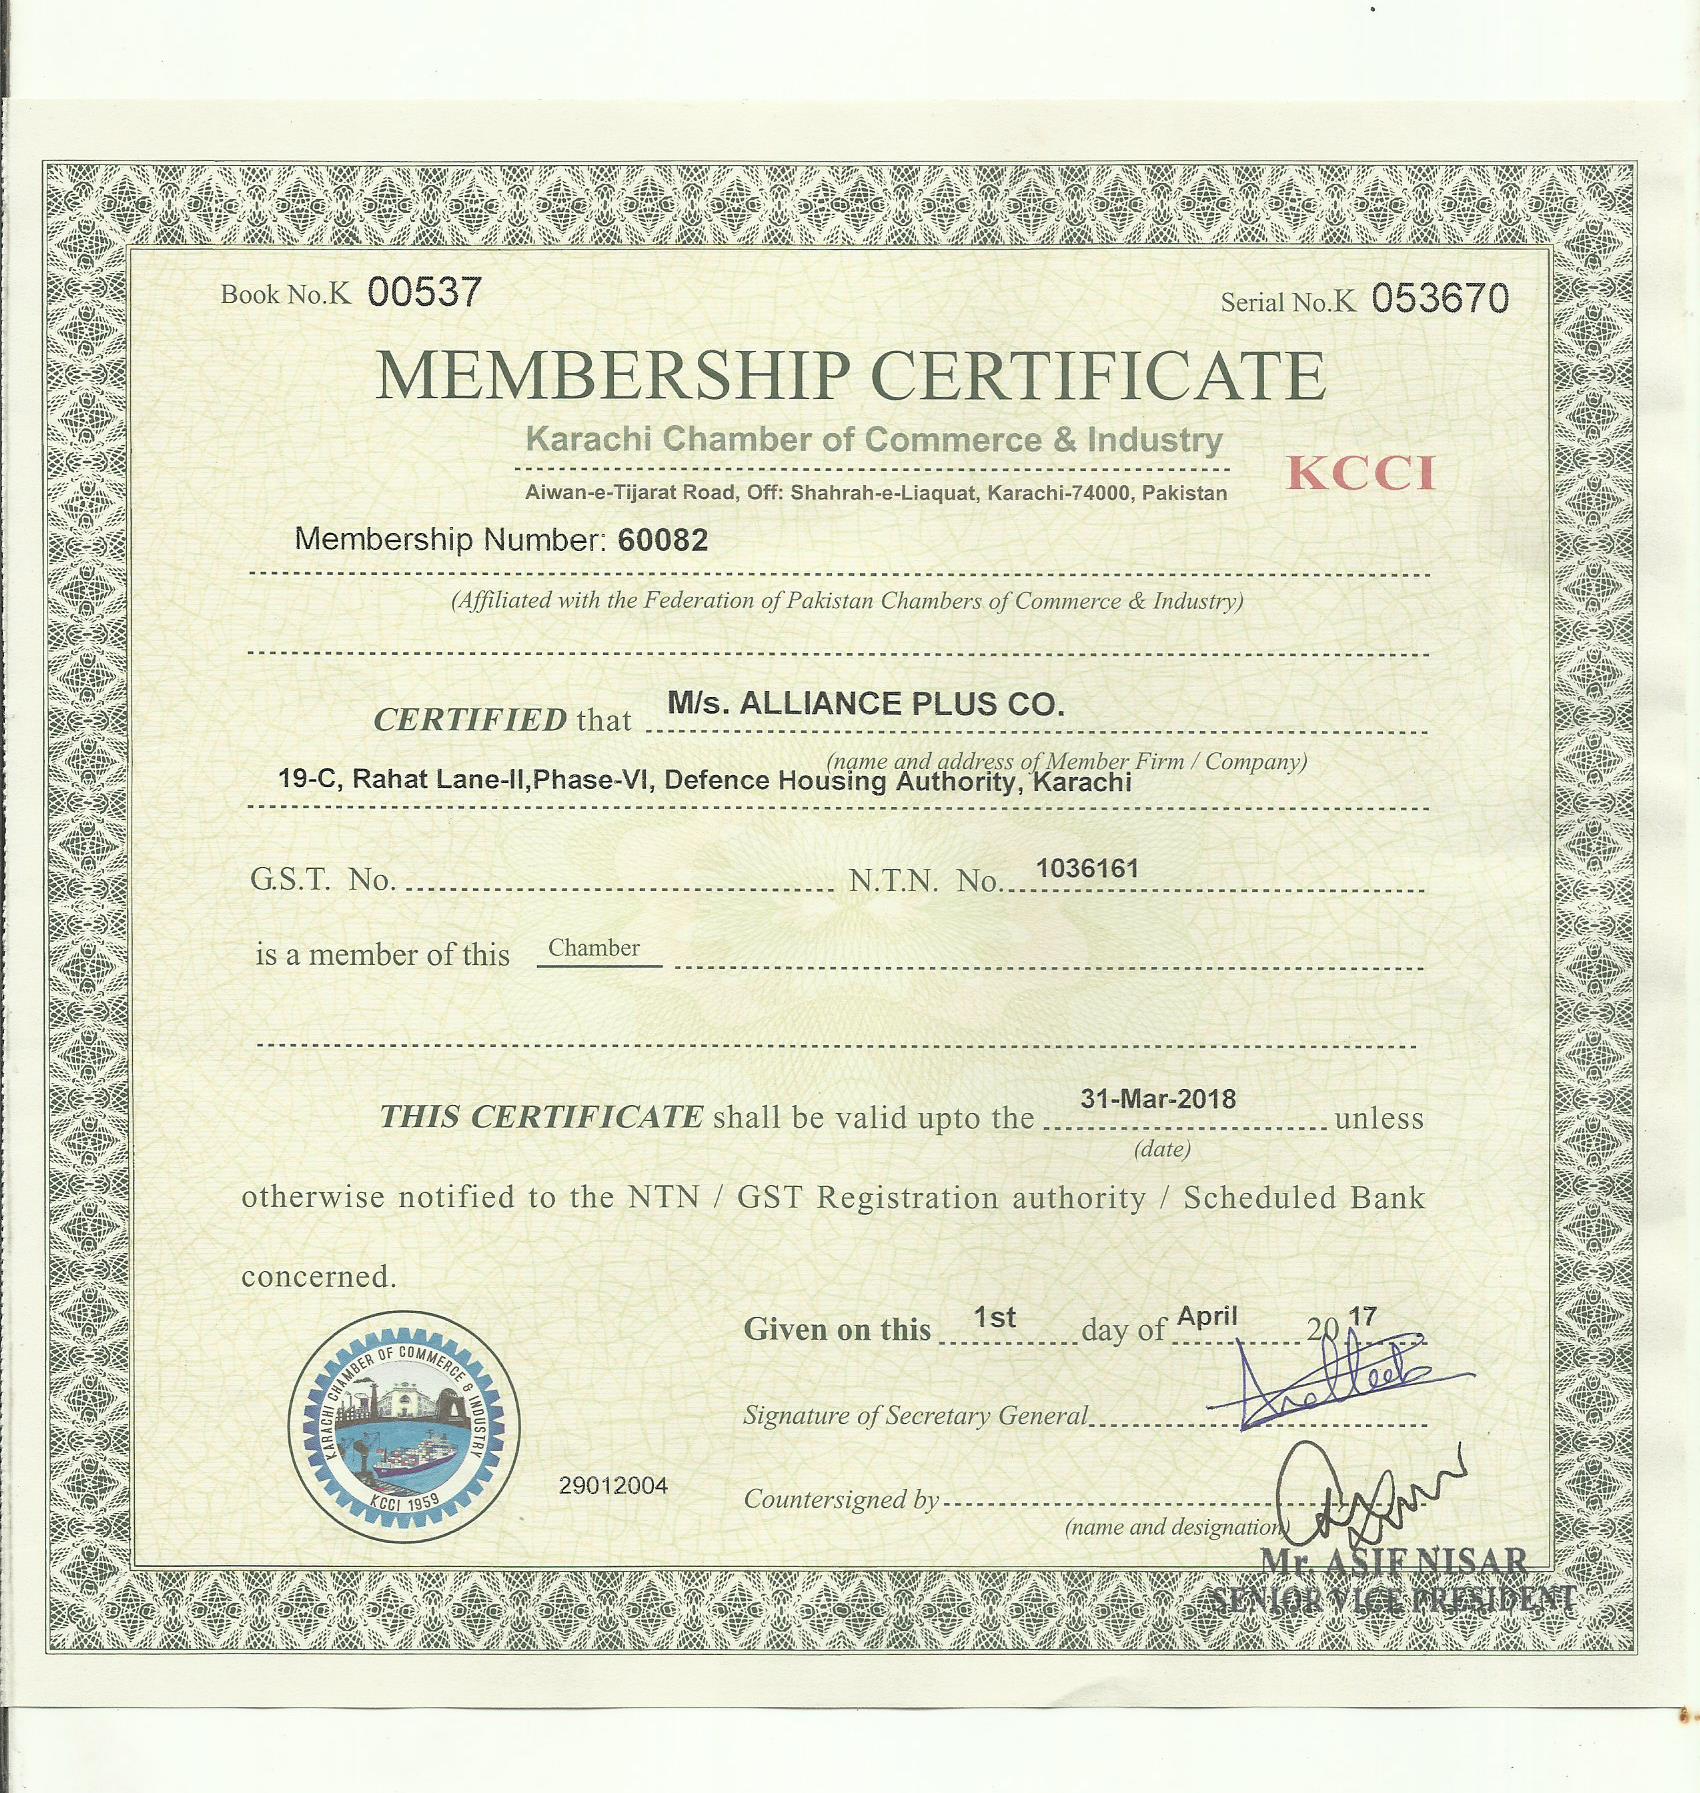 Book No.K 00537
Serial No.K 053670
MEMBERSHIP CERTIFICATE
Karachi Chamber of Commerce & Industry
KCCI
Aiwan-e-Tijarat Road, Off: Shahrah-e-Liaquat, Karachi-74000, Pakistan
Membership Number: 60082
(Affiliated with the Federation of Pakistan Chambers of Commerce & Industry)
CERTIFIED that M/s. ALLIANCE PLUS CO.
(name and address of Member Firm / Company)
19-C, Rahat Lane-II,Phase-VI, Defence Housing Authority, Karachi
G.S.T. No. N.T.N. No. 1036161
is a member of this Chamber
THIS CERTIFICATE shall be valid upto the 31-Mar-2018 unless
(date)
otherwise notified to the NTN / GST Registration authority / Scheduled Bank
concerned.
Given on this 1st day of April 2017
Signature of Secretary General
KARACHI CHAMBER OF COMMERCE & INDUSTRY
KCCI 1959
29012004
Countersigned by
(name and designation)
Mr. ASIF NISAR
SENIOR VICE PRESIDENT